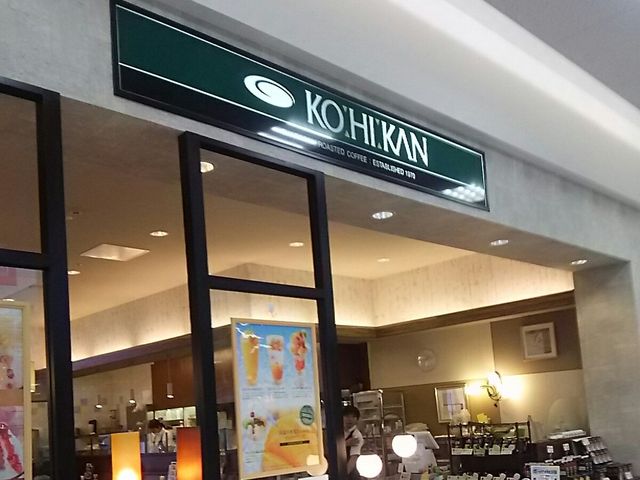 KO:HI:KAN
ROASTED COFFEE : ESTABLISHED 1970